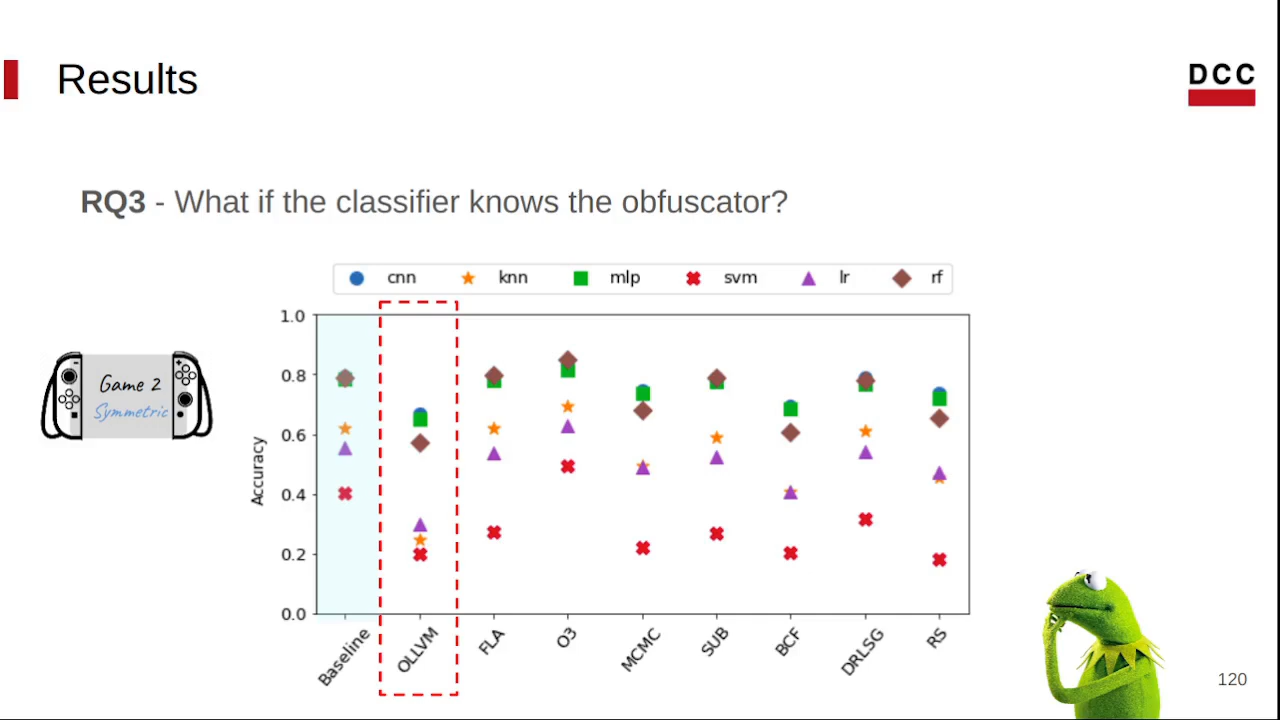 Results
DCC
RQ3 - What if the classifier knows the obfuscator?
cnn knn mlp svm lr rf
Game 2
Symmetric
Accuracy
1.0
0.8
0.6
0.4
0.2
0.0
Baseline OLLVM FLA O3 MCMC SUB BCF DRLSG RS
120